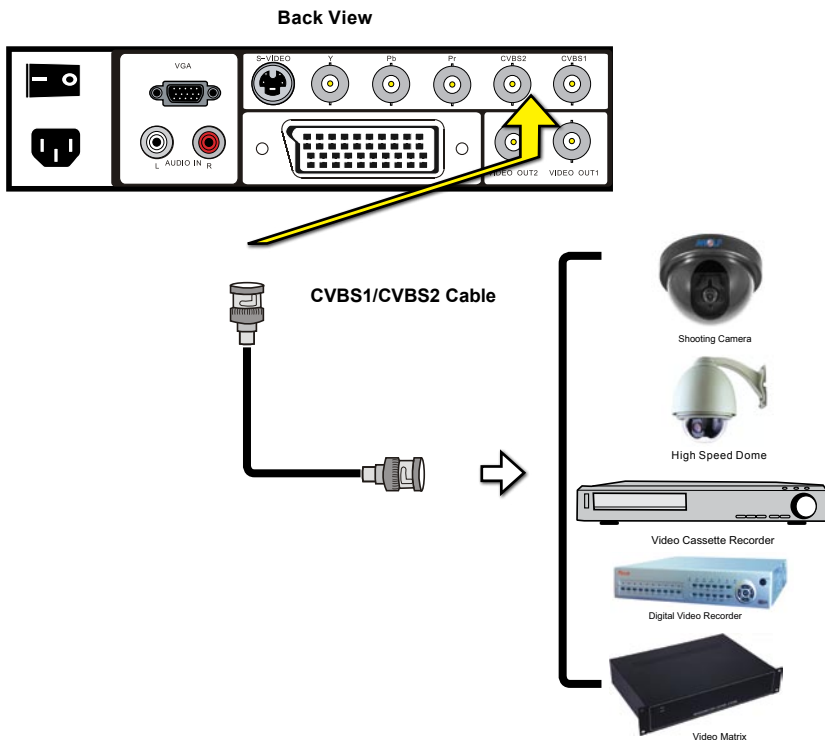 Back View
VGA
S-VIDEO Y Pb Pr CVBS2 CVBS1
L AUDIO IN R
OUT2 VIDEO OUT1
CVBS1/CVBS2 Cable
Shooting Camera
High Speed Dome
Video Cassette Recorder
Digital Video Recorder
Video Matrix